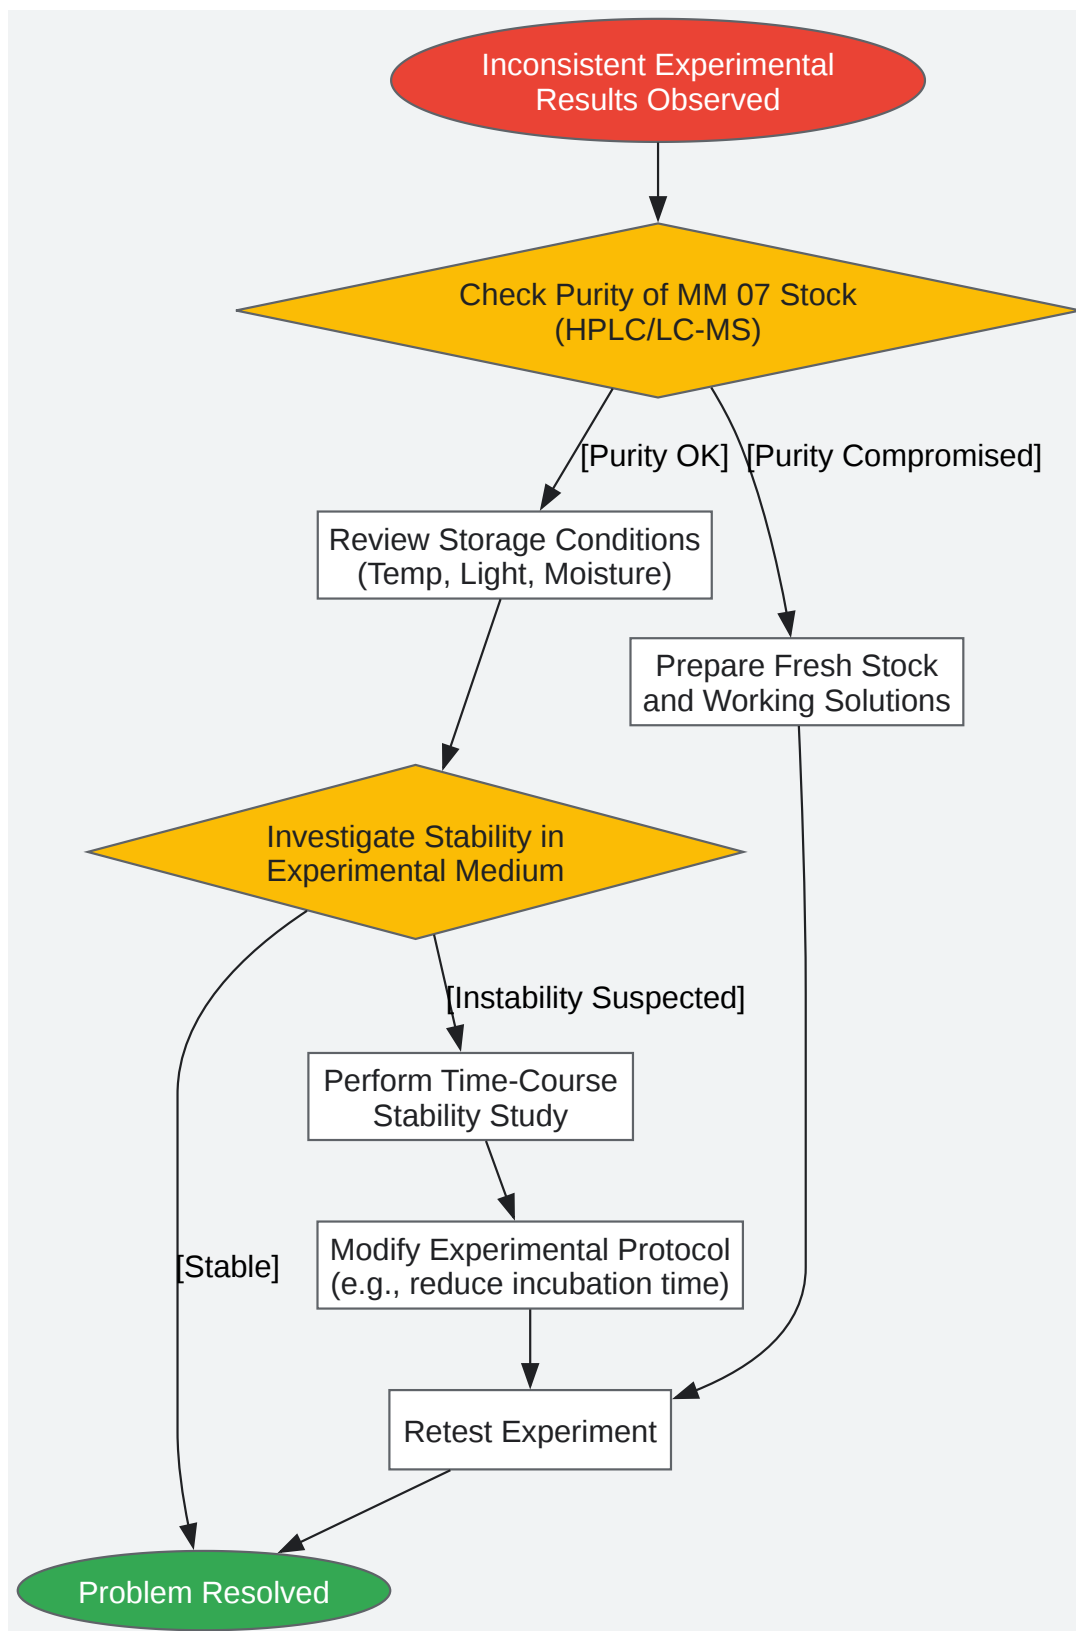 Inconsistent Experimental
Results Observed
Check Purity of MM 07 Stock
(HPLC/LC-MS)
[Purity OK]
[Purity Compromised]
Review Storage Conditions
(Temp, Light, Moisture)
Prepare Fresh Stock
and Working Solutions
Investigate Stability in
Experimental Medium
[Instability Suspected]
Perform Time-Course
Stability Study
Modify Experimental Protocol
(e.g., reduce incubation time)
[Stable]
Retest Experiment
Problem Resolved